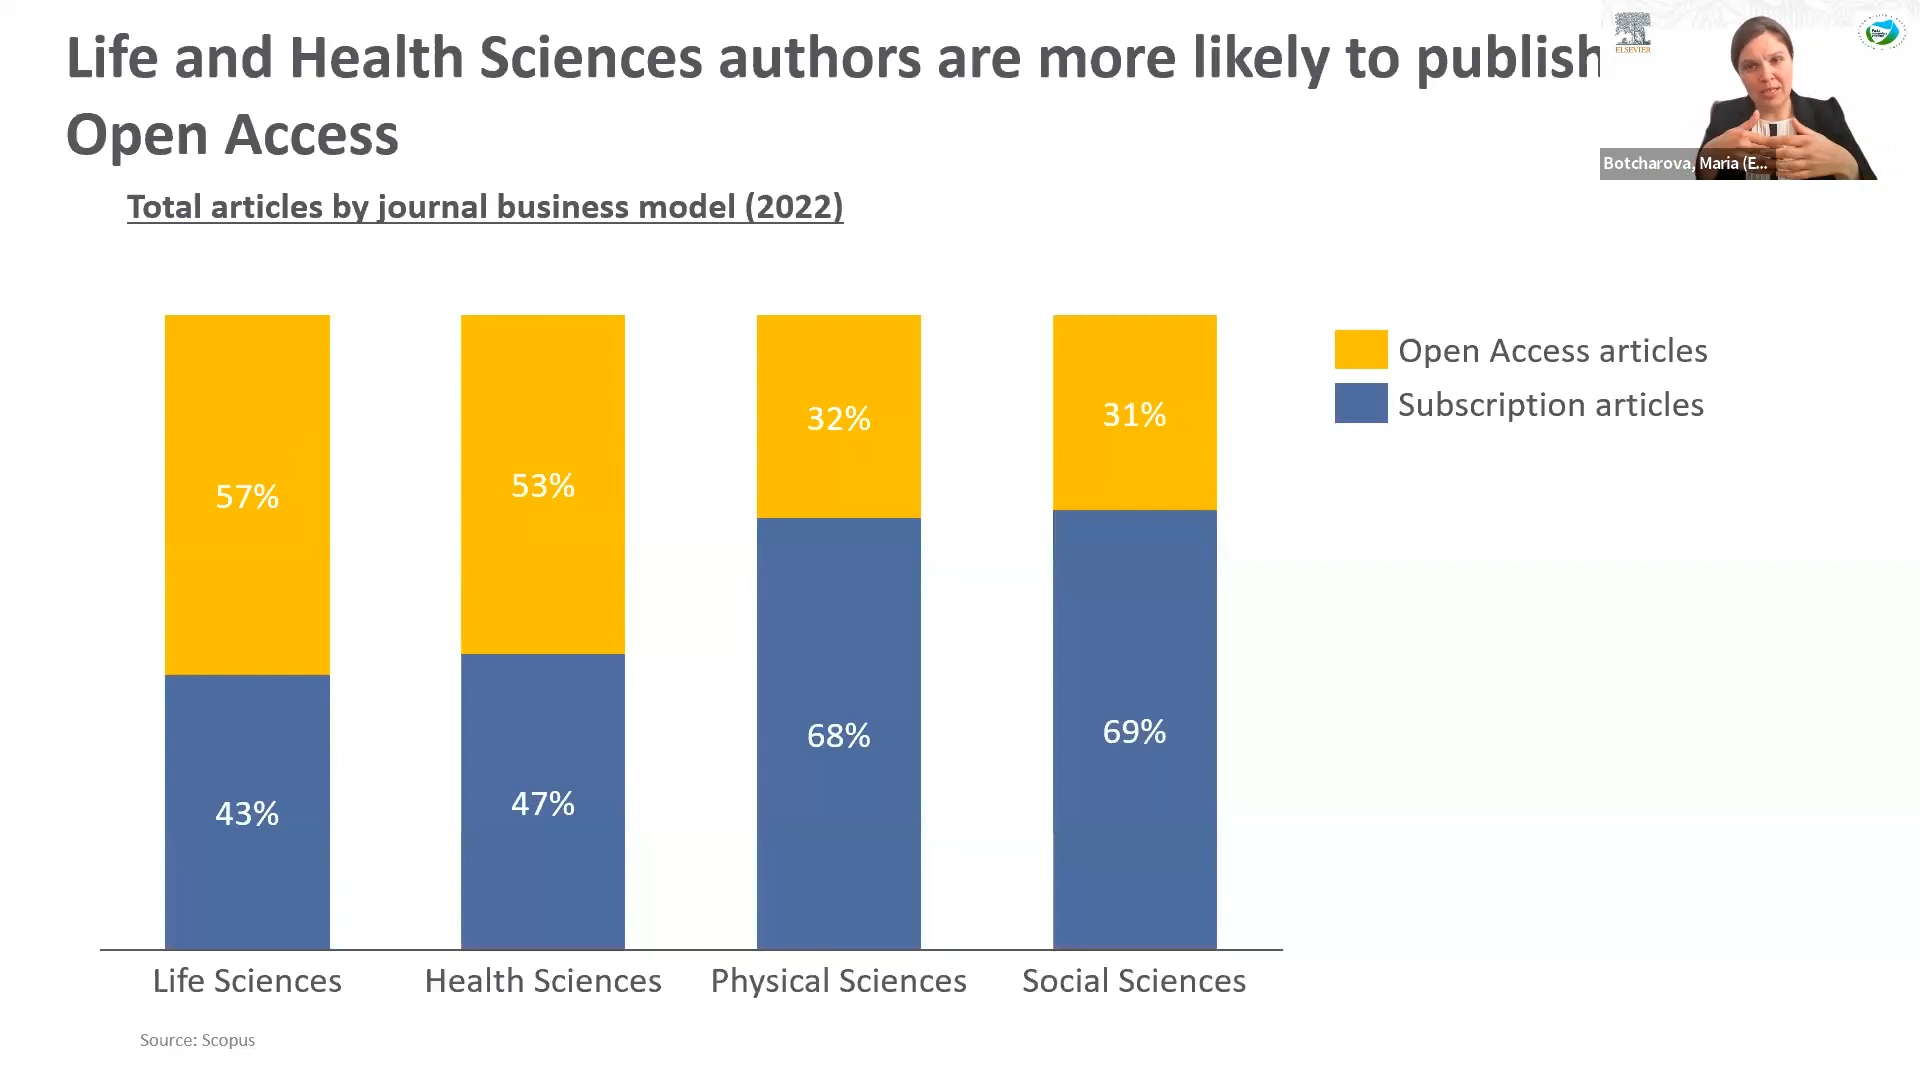 Life and Health Sciences authors are more likely to publish
Open Access
ELSEVIER
Botcharova, Maria (E...
Total articles by journal business model (2022)
Open Access articles
Subscription articles
57%
53%
32%
31%
43%
47%
68%
69%
Life Sciences
Health Sciences
Physical Sciences
Social Sciences
Source: Scopus